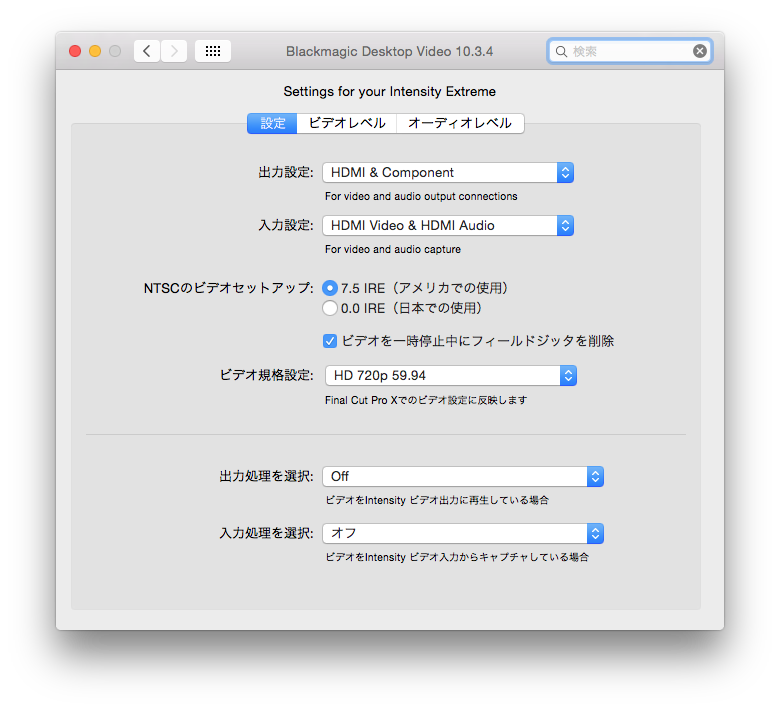 Blackmagic Desktop Video 10.3.4
検索
Settings for your Intensity Extreme
設定
ビデオレベル
オーディオレベル
出力設定: HDMI & Component
For video and audio output connections
入力設定: HDMI Video & HDMI Audio
For video and audio capture
NTSCのビデオセットアップ: 7.5 IRE（アメリカでの使用）
0.0 IRE（日本での使用）
ビデオを一時停止中にフィールドジッタを削除
ビデオ規格設定: HD 720p 59.94
Final Cut Pro Xでのビデオ設定に反映します
出力処理を選択: Off
ビデオをIntensity ビデオ出力に再生している場合
入力処理を選択: オフ
ビデオをIntensity ビデオ入力からキャプチャしている場合